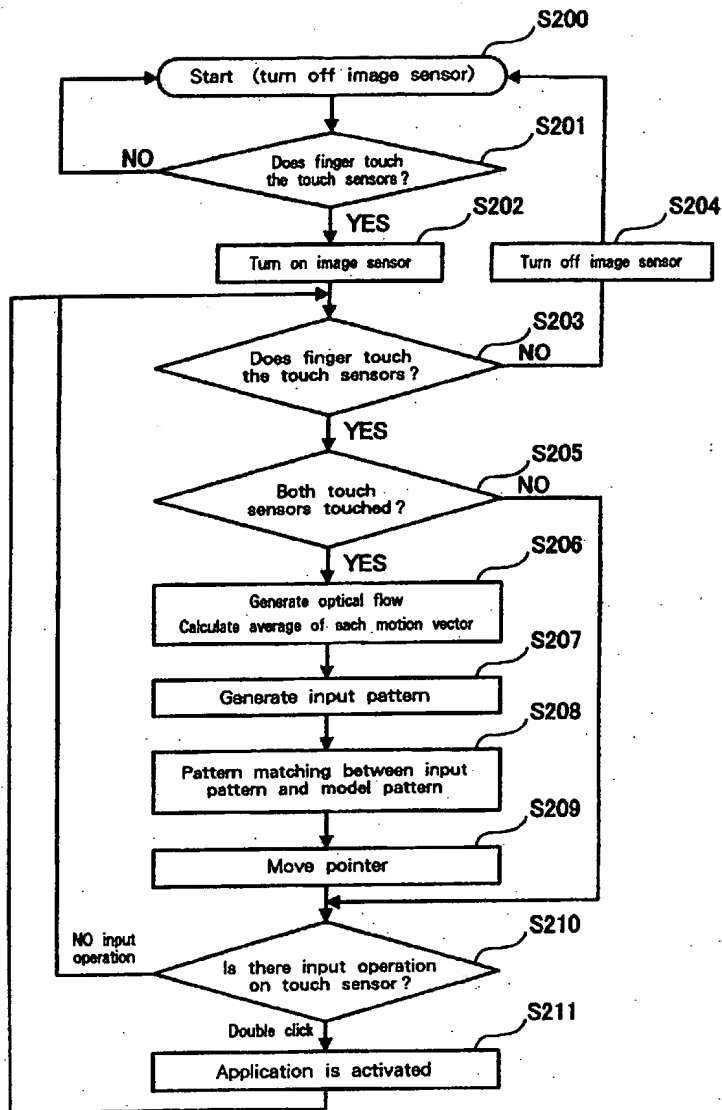 S200
Start (turn off image sensor)
S201
Does finger touch
the touch sensors?
NO
YES
S202
Turn on image sensor
S204
Turn off image sensor
S203
Does finger touch
the touch sensors?
NO
YES
S205
Both touch
sensors touched?
NO
YES
S206
Generate optical flow
Calculate average of each motion vector
S207
Generate input pattern
S208
Pattern matching between input
pattern and model pattern
S209
Move pointer
S210
Is there input operation
on touch sensor?
NO input
operation
Double click
S211
Application is activated